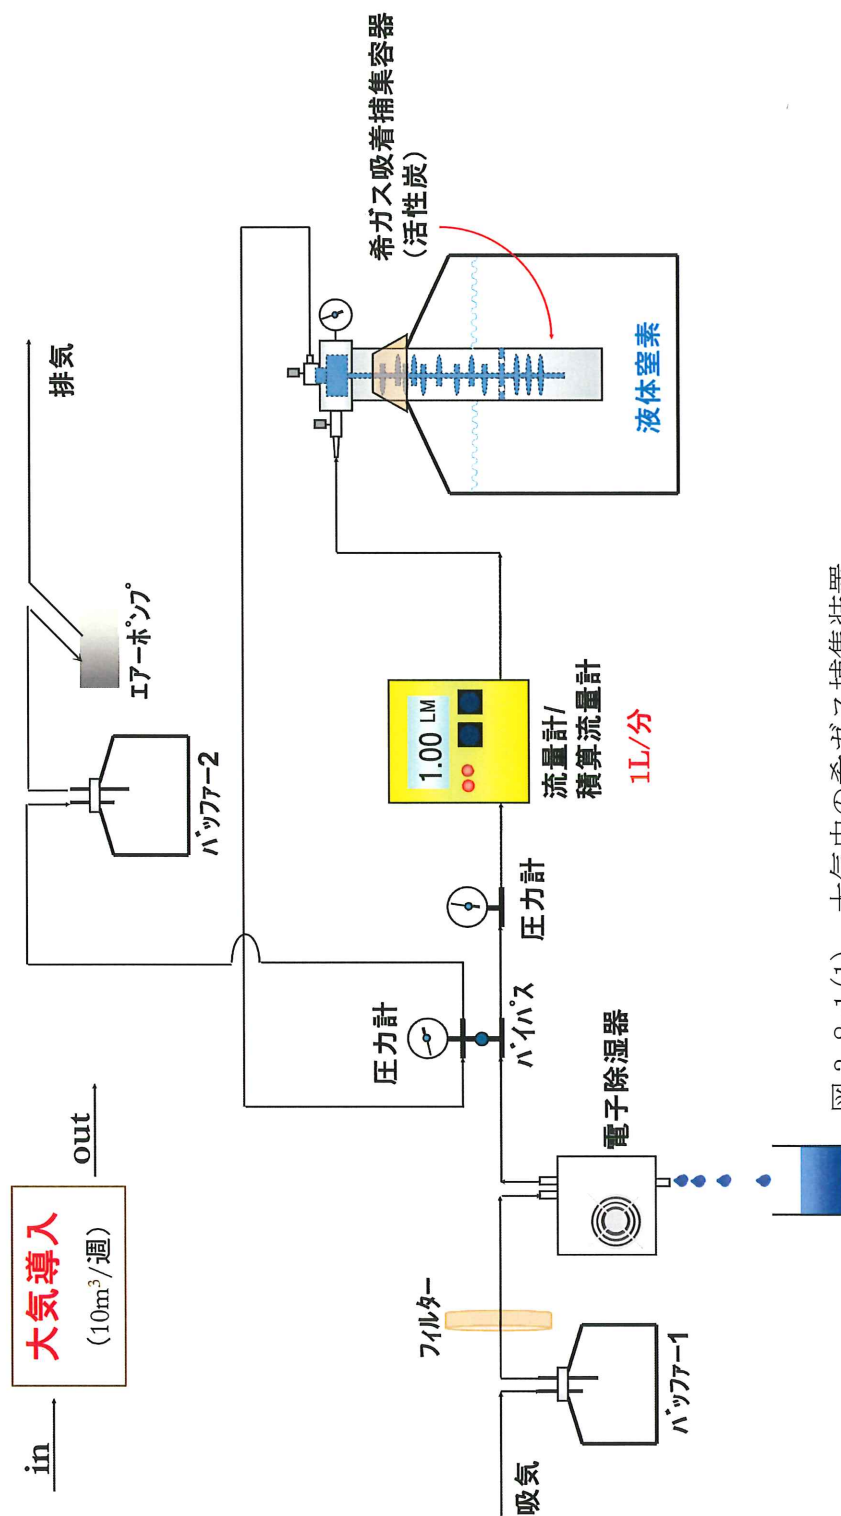 in
大気導入
(10m³/週)
out
排気
エアーポンプ
バッファー2
希ガス吸着捕集容器
(活性炭)
液体窒素
圧力計
バイパス
圧力計
1.00 LM
流量計/
積算流量計
1L/分
フィルター
電子除湿器
吸気
バッファー1